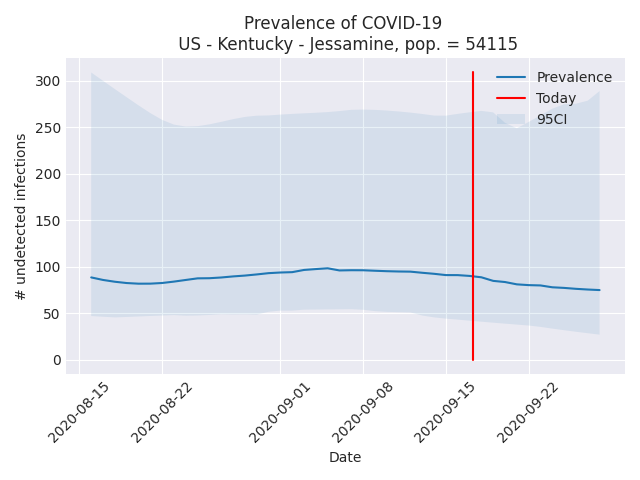 Prevalence of COVID-19
US - Kentucky - Jessamine, pop. = 54115
Prevalence
Today
95CI
300
250
200
150
100
50
0
# undetected infections
2020-08-15
2020-08-22
2020-09-01
2020-09-08
2020-09-15
2020-09-22
Date